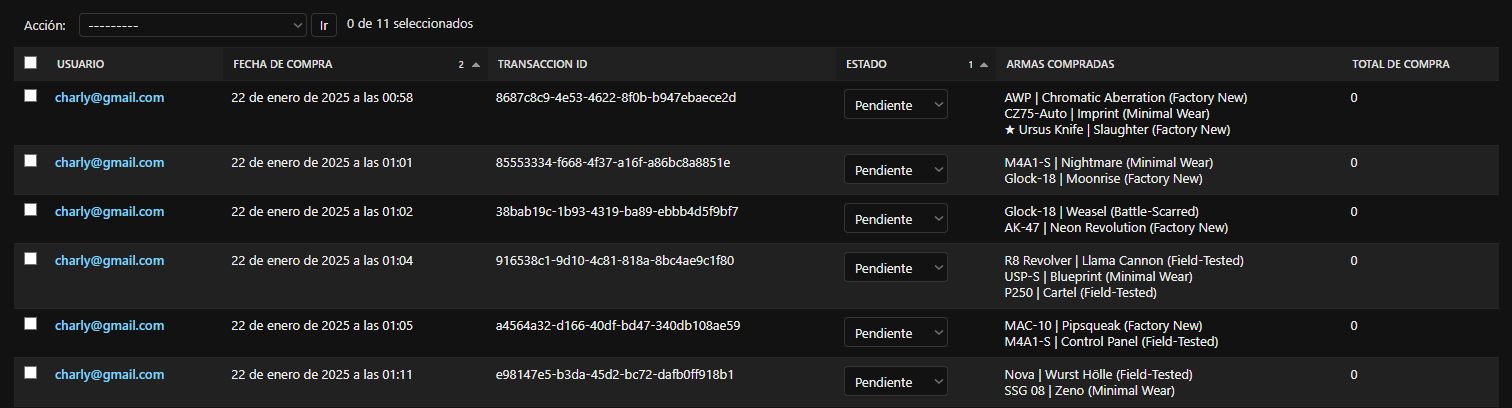 Acción: --------- Ir 0 de 11 seleccionados
USUARIO FECHA DE COMPRA 2 TRANSACCION ID ESTADO 1 ARMAS COMPRADAS TOTAL DE COMPRA
charly@gmail.com 22 de enero de 2025 a las 00:58 8687c8c9-4e53-4622-8f0b-b947ebaece2d Pendiente AWP | Chromatic Aberration (Factory New) 0
CZ75-Auto | Imprint (Minimal Wear)
★ Ursus Knife | Slaughter (Factory New)
charly@gmail.com 22 de enero de 2025 a las 01:01 85553334-f668-4f37-a16f-a86bc8a8851e Pendiente M4A1-S | Nightmare (Minimal Wear) 0
Glock-18 | Moonrise (Factory New)
charly@gmail.com 22 de enero de 2025 a las 01:02 38bab19c-1b93-4319-ba89-ebbb4d5f9bf7 Pendiente Glock-18 | Weasel (Battle-Scarred) 0
AK-47 | Neon Revolution (Factory New)
charly@gmail.com 22 de enero de 2025 a las 01:04 916538c1-9d10-4c81-818a-8bc4ae9c1f80 Pendiente R8 Revolver | Llama Cannon (Field-Tested) 0
USP-S | Blueprint (Minimal Wear)
P250 | Cartel (Field-Tested)
charly@gmail.com 22 de enero de 2025 a las 01:05 a4564a32-d166-40df-bd47-340db108ae59 Pendiente MAC-10 | Pipsqueak (Factory New) 0
M4A1-S | Control Panel (Field-Tested)
charly@gmail.com 22 de enero de 2025 a las 01:11 e98147e5-b3da-45d2-bc72-dafb0ff918b1 Pendiente Nova | Wurst Hölle (Field-Tested) 0
SSG 08 | Zeno (Minimal Wear)